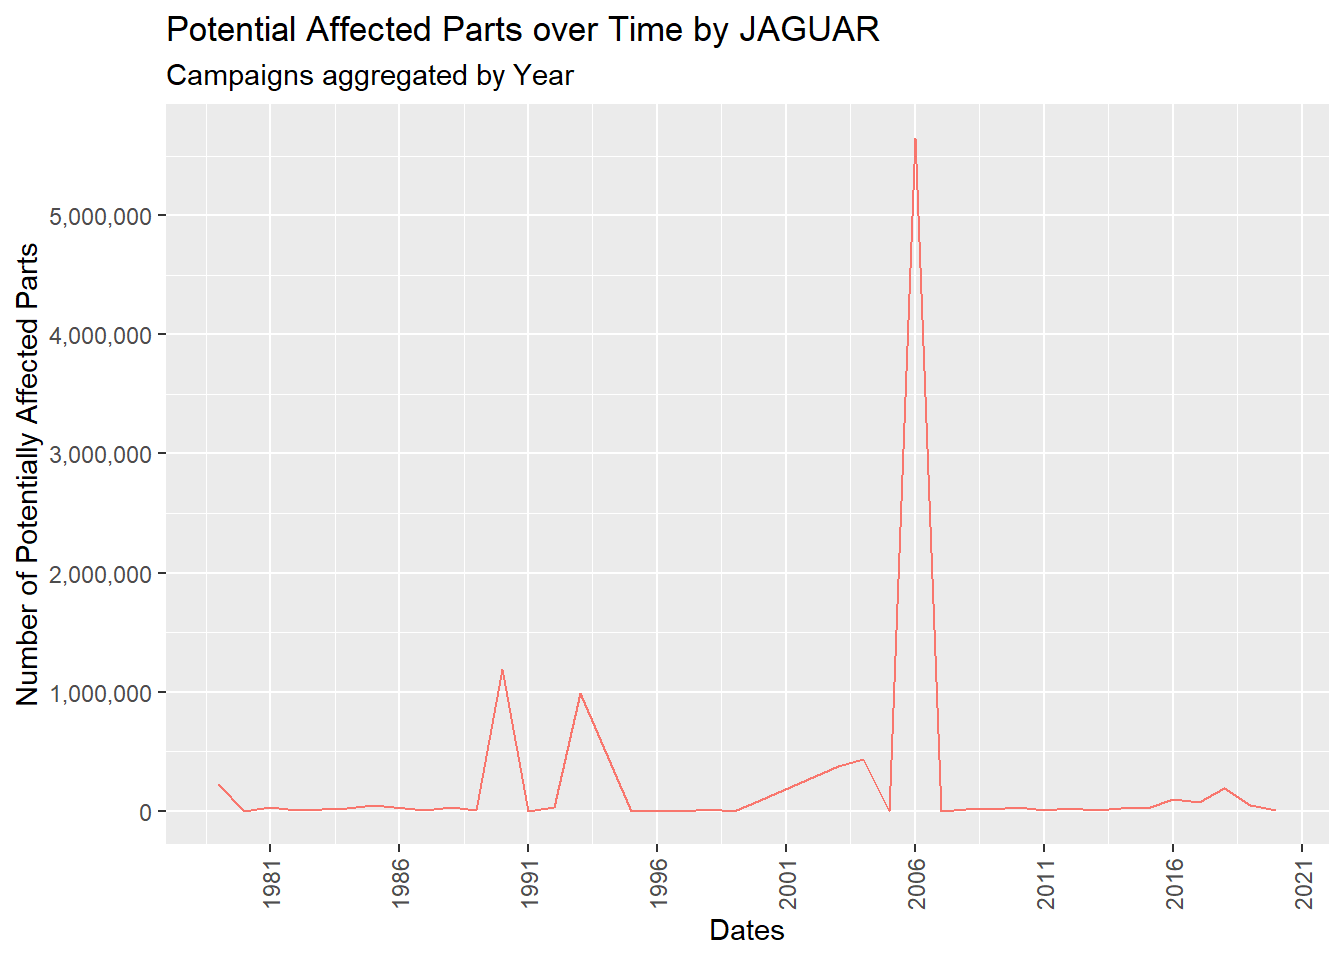 Potential Affected Parts over Time by JAGUAR
Campaigns aggregated by Year
Number of Potentially Affected Parts
5,000,000
4,000,000
3,000,000
2,000,000
1,000,000
0
1981 1986 1991 1996 2001 2006 2011 2016 2021
Dates